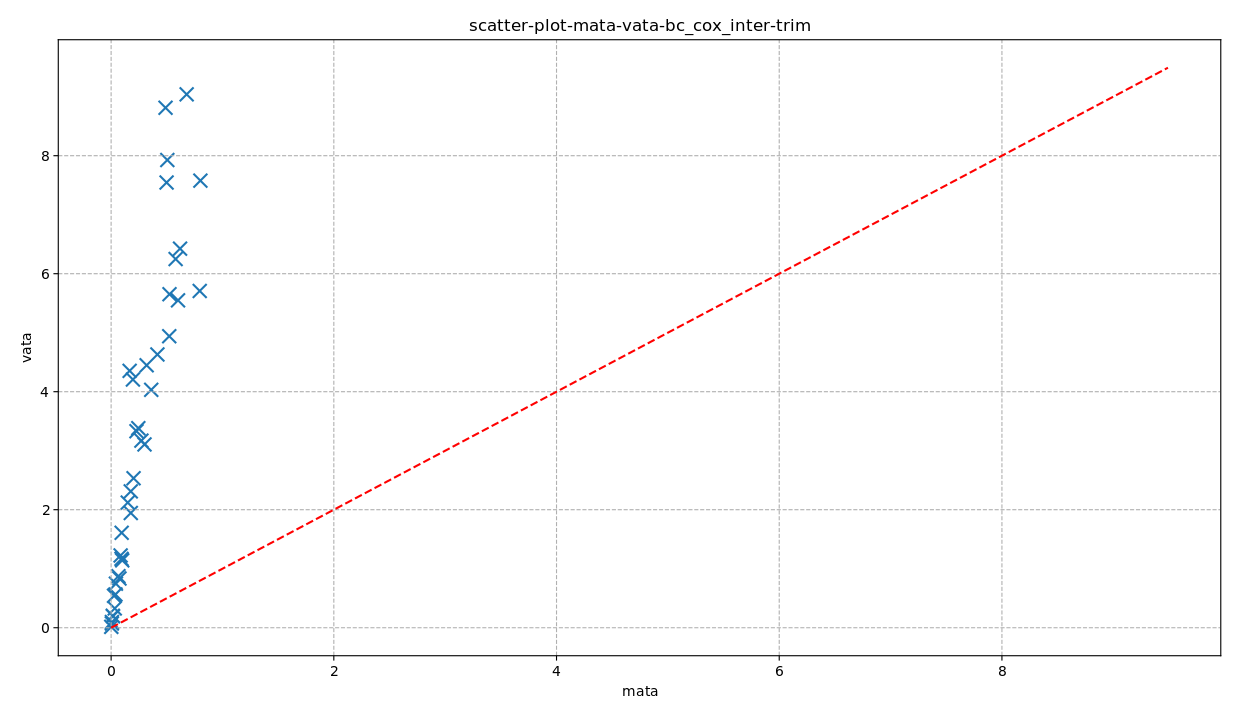 scatter-plot-mata-vata-bc_cox_inter-trim
8
6
4
2
0
vata
0 2 4 6 8
mata